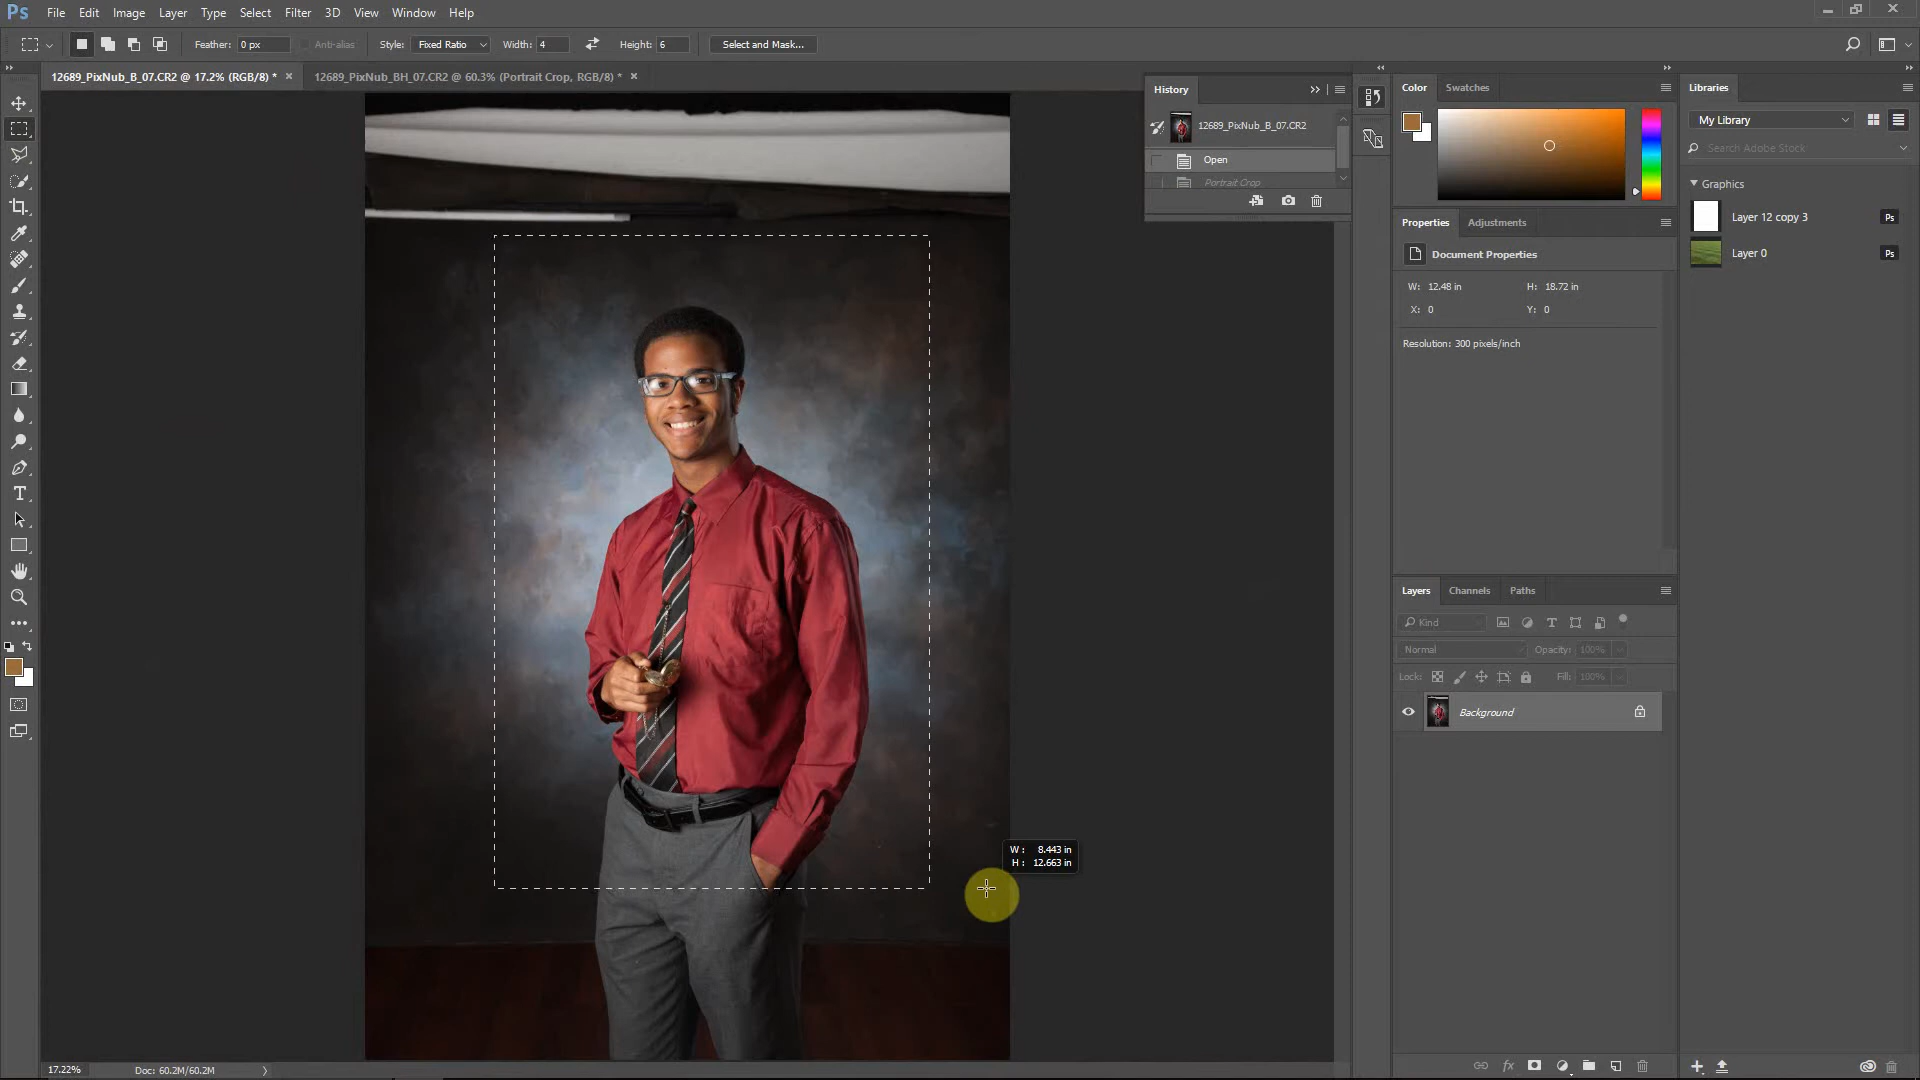 Ps File Edit Image Layer Type Select Filter 3D View Window Help
Feather: 0 px Anti-alias Style: Fixed Ratio Width: 4 Height: 6 Select and Mask...
12689_PixNub_B_07.CR2 @ 17.2% (RGB/8) * × 12689_PixNub_BH_07.CR2 @ 60.3% (Portrait Crop, RGB/8) * ×
History
12689_PixNub_B_07.CR2
Open
Portrait Crop
Color Swatches
Properties Adjustments
Document Properties
W: 12.48 in H: 18.72 in
X: 0 Y: 0
Resolution: 300 pixels/inch
Libraries
My Library
Search Adobe Stock
Graphics
Layer 12 copy 3 Ps
Layer 0 Ps
W: 8.443 in
H: 12.663 in
Layers Channels Paths
Kind
Normal Opacity: 100%
Lock: Fill: 100%
Background
fx
17.22% Doc: 60.2M/60.2M